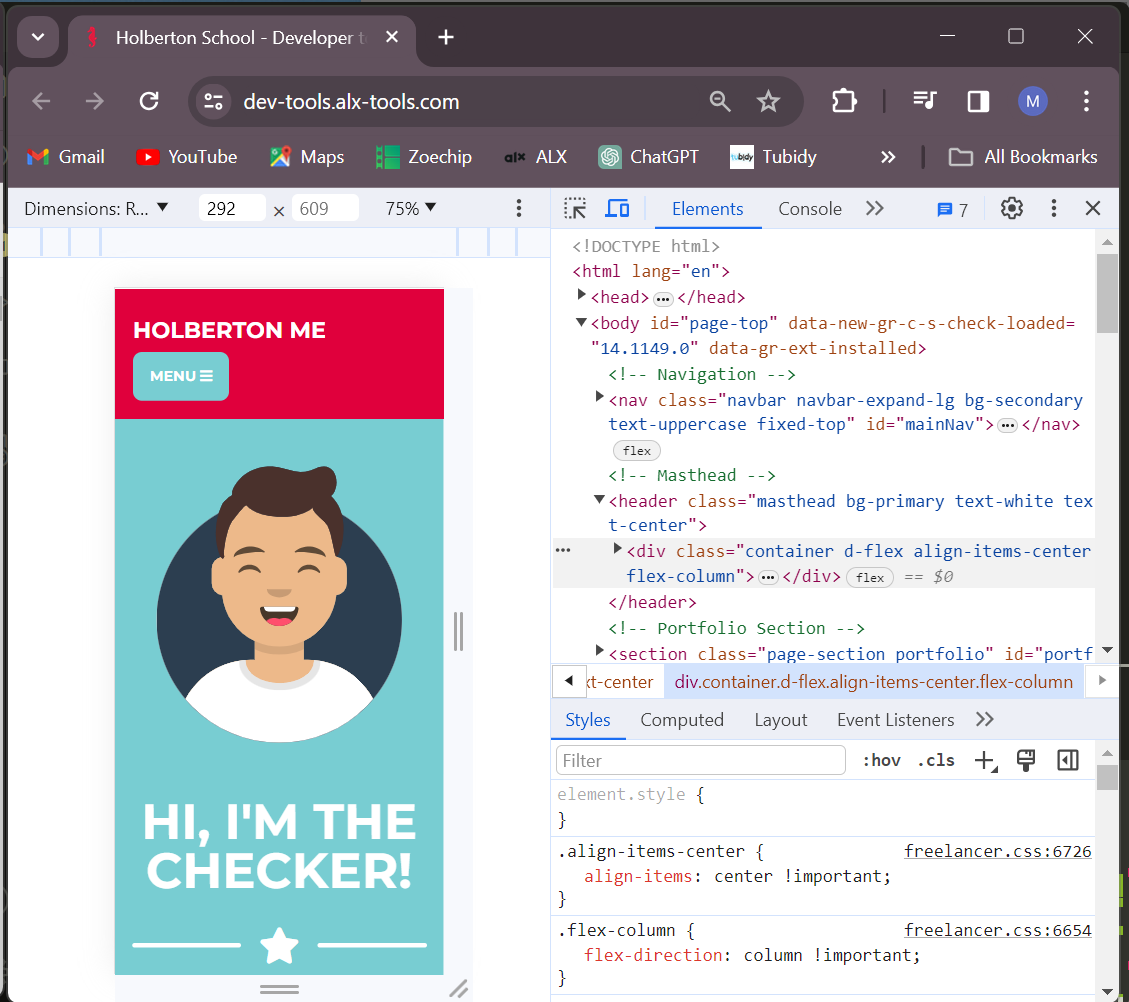 Holberton School - Developer t
dev-tools.alx-tools.com
M
Gmail YouTube Maps Zoechip alx ALX ChatGPT Tubidy Tubidy >> All Bookmarks
Dimensions: R... ▼ 292 × 609 75% ▼
Elements Console >> 7
HOLBERTON ME
MENU ☰
HI, I'M THE
CHECKER!
<!DOCTYPE html>
<html lang="en">
▶<head>•••</head>
▼<body id="page-top" data-new-gr-c-s-check-loaded=
"14.1149.0" data-gr-ext-installed>
<!-- Navigation -->
▶<nav class="navbar navbar-expand-lg bg-secondary
text-uppercase fixed-top" id="mainNav">•••</nav>
flex
<!-- Masthead -->
▼<header class="masthead bg-primary text-white tex
t-center">
••• ▶<div class="container d-flex align-items-center
flex-column">•••</div> flex == $0
</header>
<!-- Portfolio Section -->
▶<section class="page-section portfolio" id="portf
xt-center div.container.d-flex.align-items-center.flex-column
Styles Computed Layout Event Listeners >>
Filter :hov .cls +
element.style {
}
.align-items-center { freelancer.css:6726
align-items: center !important;
}
.flex-column { freelancer.css:6654
flex-direction: column !important;
}